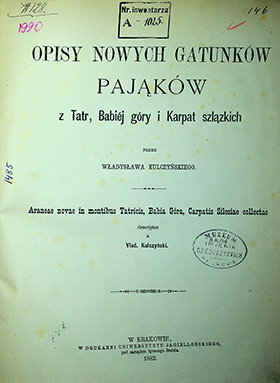 Nr. inwentarza
A - 1025.
146
1990
1485
OPISY NOWYCH GATUNKÓW
PAJĄKÓW
z Tatr, Babiéj góry i Karpat szlązkich
PRZEZ
WŁADYSŁAWA KULCZYŃSKIEGO.
Araneae novae in montibus Tatricis, Babia Góra, Carpatis Silesiae collectae
descriptae
a
Vlad. Kulczyński.
W KRAKOWIE,
W DRUKARNI UNIWERSYTETU JAGIELLOŃSKIEGO,
pod zarządem Ignacego Stelcla.
1882.